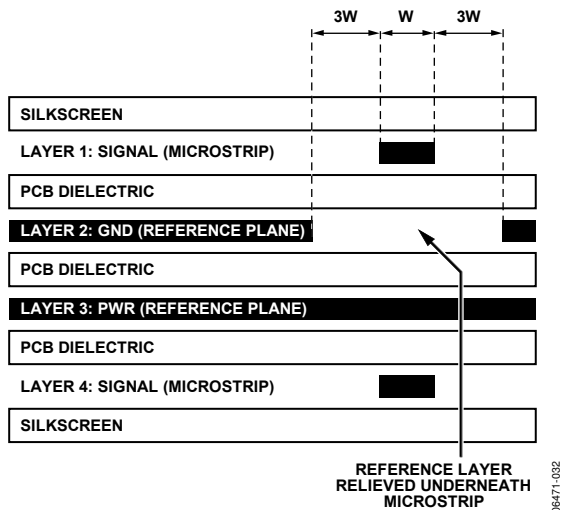 3W W 3W
SILKSCREEN
LAYER 1: SIGNAL (MICROSTRIP)
PCB DIELECTRIC
LAYER 2: GND (REFERENCE PLANE)
PCB DIELECTRIC
LAYER 3: PWR (REFERENCE PLANE)
PCB DIELECTRIC
LAYER 4: SIGNAL (MICROSTRIP)
SILKSCREEN
REFERENCE LAYER
RELIEVED UNDERNEATH
MICROSTRIP
06471-032